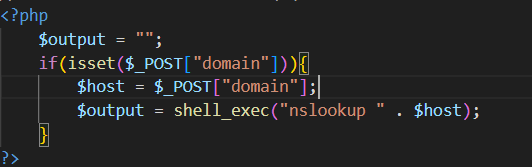 <?php
    $output = "";
    if(isset($_POST["domain"])){
        $host = $_POST["domain"];
        $output = shell_exec("nslookup " . $host);
    }
?>